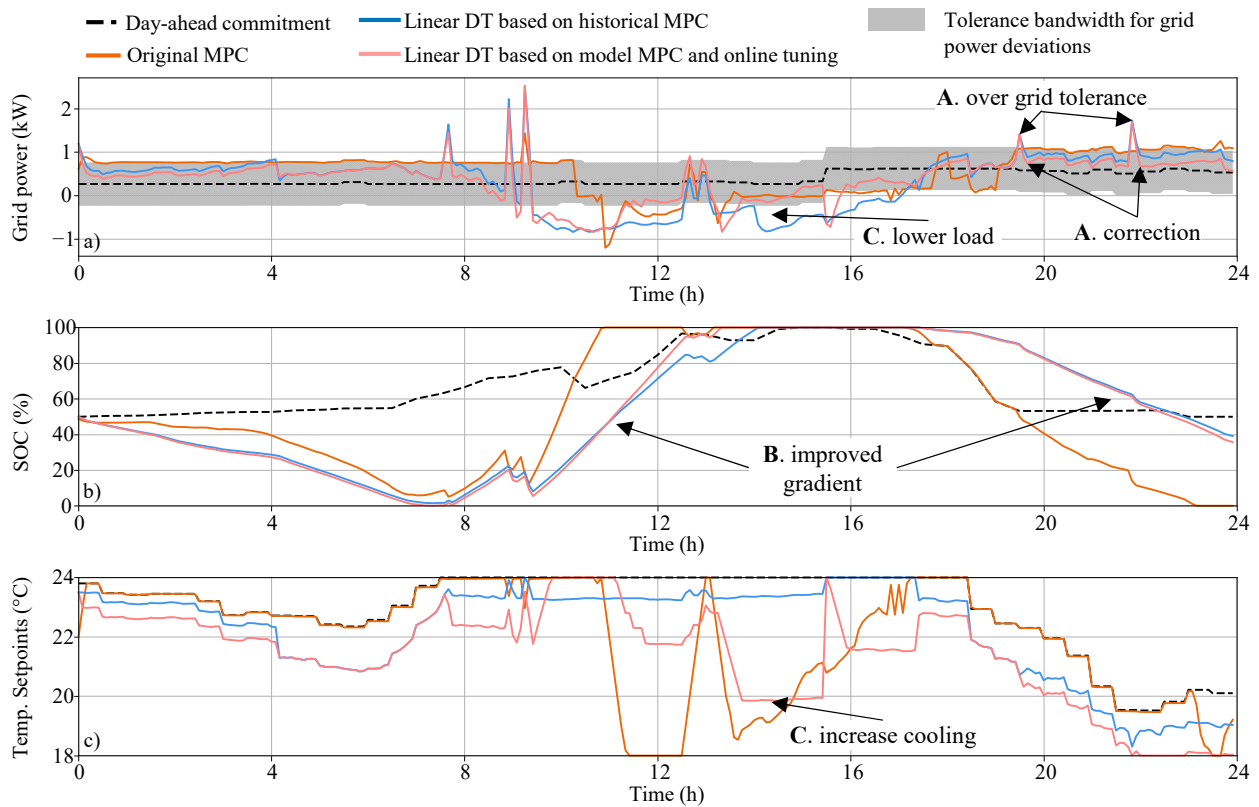 Day-ahead commitment
Linear DT based on historical MPC
Tolerance bandwidth for grid
power deviations
Original MPC
Linear DT based on model MPC and online tuning
Grid power (kW)
2
1
0
−1
A. over grid tolerance
C. lower load
A. correction
a)
0
4
8
12
16
20
24
Time (h)
SOC (%)
100
80
60
40
20
0
B. improved
gradient
b)
0
4
8
12
16
20
24
Time (h)
Temp. Setpoints (°C)
24
22
20
18
C. increase cooling
c)
0
4
8
12
16
20
24
Time (h)